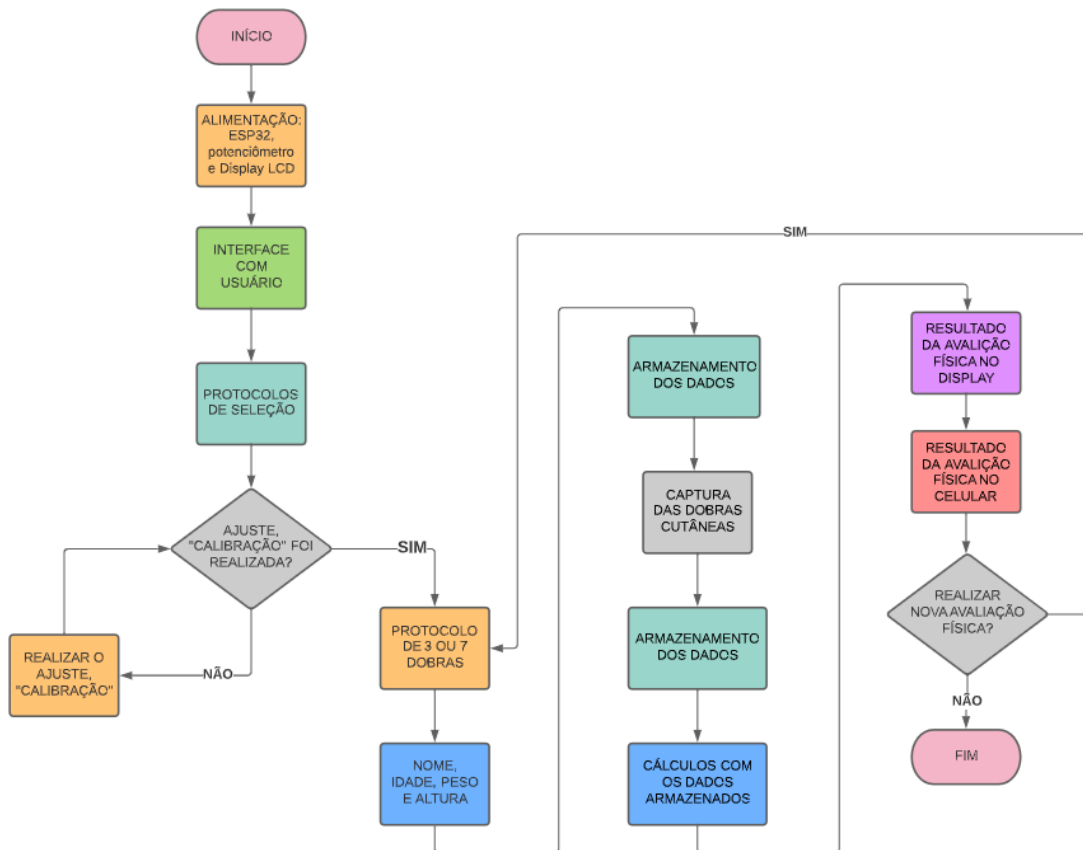 INÍCIO
ALIMENTAÇÃO:
ESP32,
potenciômetro
e Display LCD
INTERFACE
COM
USUÁRIO
PROTOCOLOS
DE SELEÇÃO
AJUSTE,
"CALIBRAÇÃO" FOI
REALIZADA?
SIM
NÃO
REALIZAR O
AJUSTE,
"CALIBRAÇÃO"
PROTOCOLO
DE 3 OU 7
DOBRAS
NOME,
IDADE, PESO
E ALTURA
ARMAZENAMENTO
DOS DADOS
CAPTURA
DAS DOBRAS
CUTÂNEAS
ARMAZENAMENTO
DOS DADOS
CÁLCULOS COM
OS DADOS
ARMAZENADOS
RESULTADO
DA AVALIÇÃO
FÍSICA NO
DISPLAY
RESULTADO
DA AVALIÇÃO
FÍSICA NO
CELULAR
REALIZAR
NOVA AVALIAÇÃO
FÍSICA?
SIM
NÃO
FIM